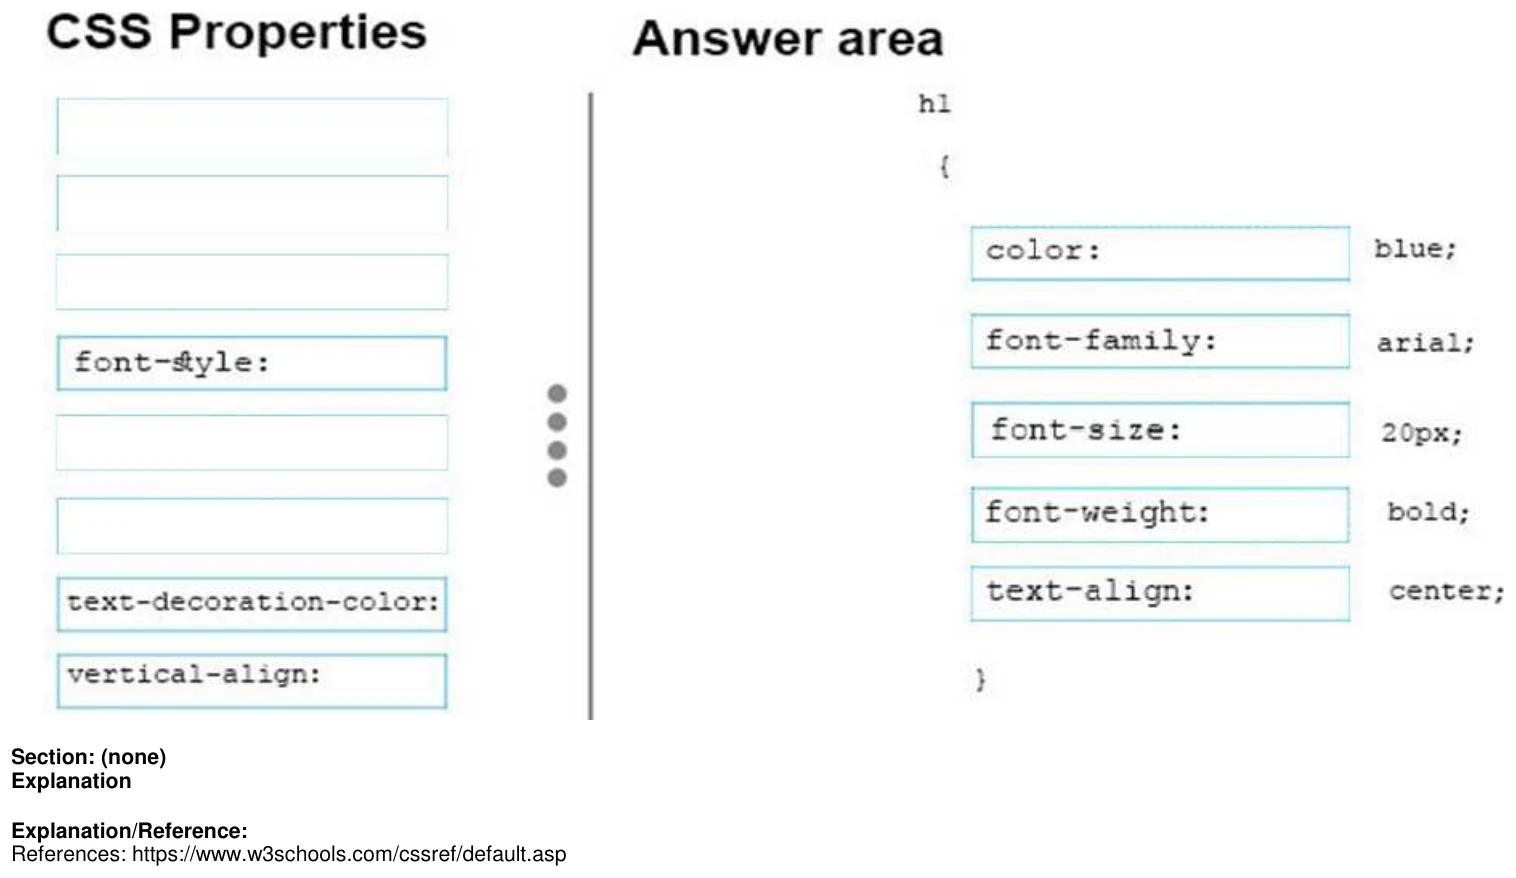 CSS Properties
Answer area
font-style:
text-decoration-color:
vertical-align:
h1
{
color: blue;
font-family: arial;
font-size: 20px;
font-weight: bold;
text-align: center;
}
Section: (none)
Explanation
Explanation/Reference:
References: https://www.w3schools.com/cssref/default.asp